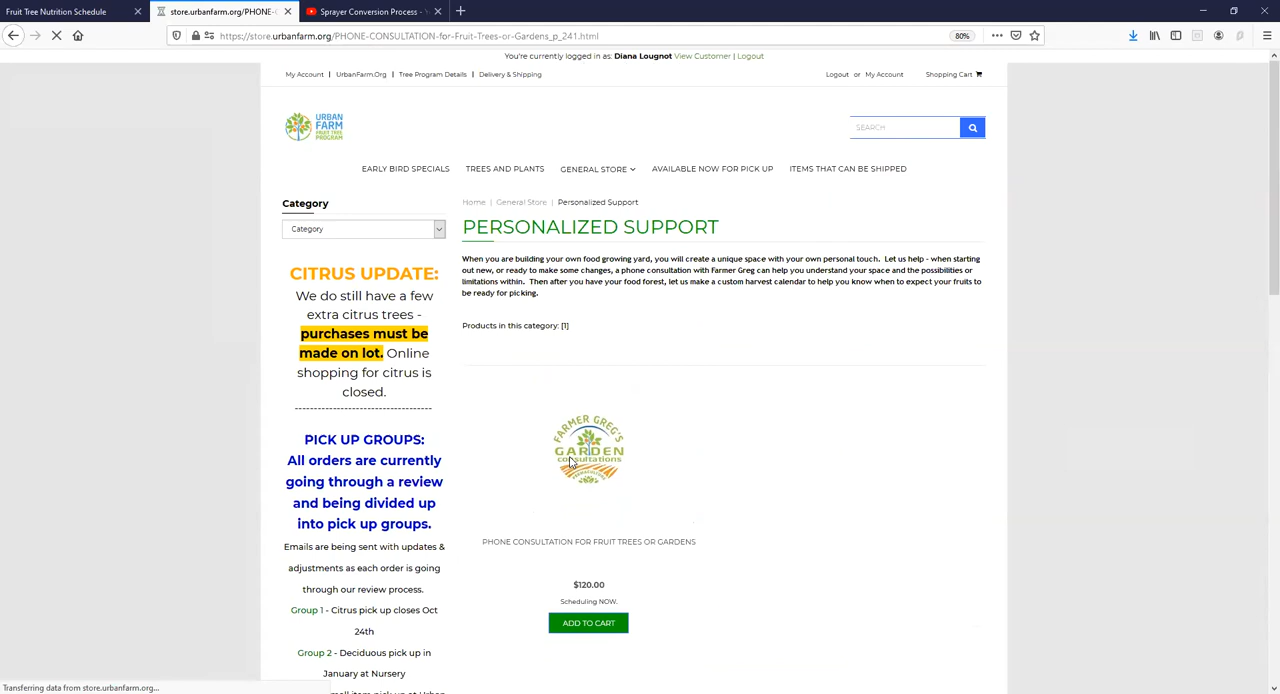 Fruit Tree Nutrition Schedule
store.urbanfarm.org/PHONE-
Sprayer Conversion Process - Y
https://store.urbanfarm.org/PHONE-CONSULTATION-for-Fruit-Trees-or-Gardens_p_241.html
80%
You're currently logged in as: Diana Lougnot View Customer | Logout
My Account | UrbanFarm.Org | Tree Program Details | Delivery & Shipping
Logout or My Account Shopping Cart
URBAN
FARM
FRUIT TREE
PROGRAM
SEARCH
EARLY BIRD SPECIALS TREES AND PLANTS GENERAL STORE AVAILABLE NOW FOR PICK UP ITEMS THAT CAN BE SHIPPED
Category
Category
Home | General Store | Personalized Support
PERSONALIZED SUPPORT
When you are building your own food growing yard, you will create a unique space with your own personal touch. Let us help - when starting
out new, or ready to make some changes, a phone consultation with Farmer Greg can help you understand your space and the possibilities or
limitations within. Then after you have your food forest, let us make a custom harvest calendar to help you know when to expect your fruits to
be ready for picking.
Products in this category: [1]
CITRUS UPDATE:
We do still have a few
extra citrus trees -
purchases must be
made on lot. Online
shopping for citrus is
closed.
----------------------------------
PICK UP GROUPS:
All orders are currently
going through a review
and being divided up
into pick up groups.
Emails are being sent with updates &
adjustments as each order is going
through our review process.
Group 1 - Citrus pick up closes Oct
24th
Group 2 - Deciduous pick up in
January at Nursery
FARMER GREG'S
GARDEN
consultations
PERMACULTURE
PHONE CONSULTATION FOR FRUIT TREES OR GARDENS
$120.00
Scheduling NOW.
ADD TO CART
Transferring data from store.urbanfarm.org...